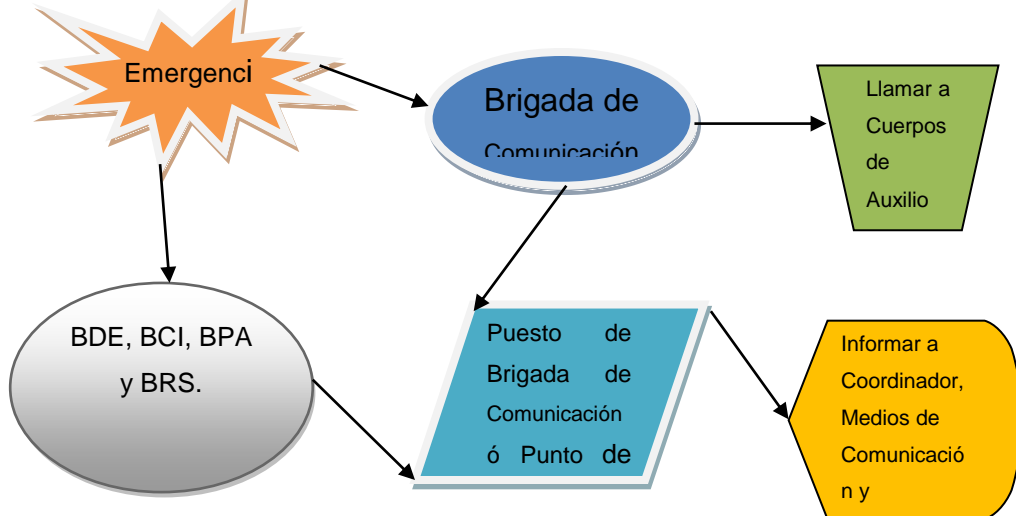 Emergenci
Brigada de
Comunicación
Llamar a
Cuerpos
de
Auxilio
BDE, BCI, BPA
y BRS.
Puesto de
Brigada de
Comunicación
ó Punto de
Informar a
Coordinador,
Medios de
Comunicació
n y